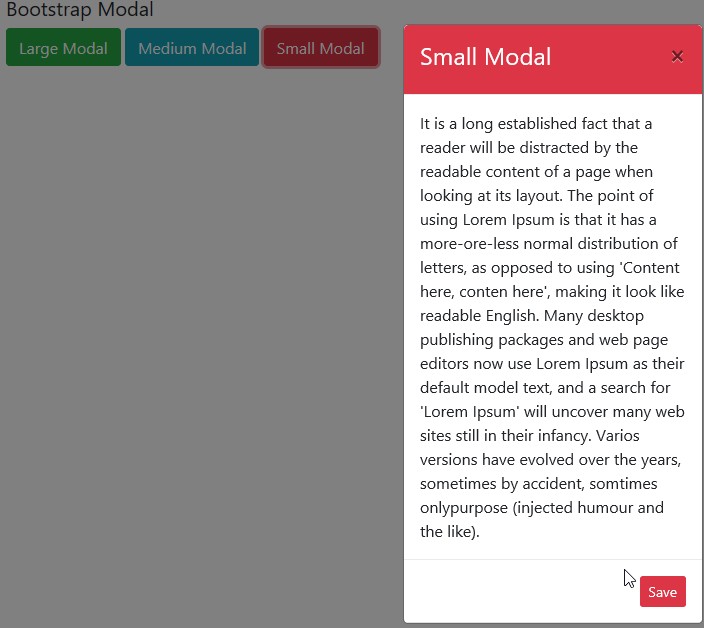 Bootstrap Modal
Large Modal
Medium Modal
Small Modal
Small Modal
×
It is a long established fact that a
reader will be distracted by the
readable content of a page when
looking at its layout. The point of
using Lorem Ipsum is that it has a
more-ore-less normal distribution of
letters, as opposed to using 'Content
here, conten here', making it look like
readable English. Many desktop
publishing packages and web page
editors now use Lorem Ipsum as their
default model text, and a search for
'Lorem Ipsum' will uncover many web
sites still in their infancy. Varios
versions have evolved over the years,
sometimes by accident, somtimes
onlypurpose (injected humour and
the like).
Save